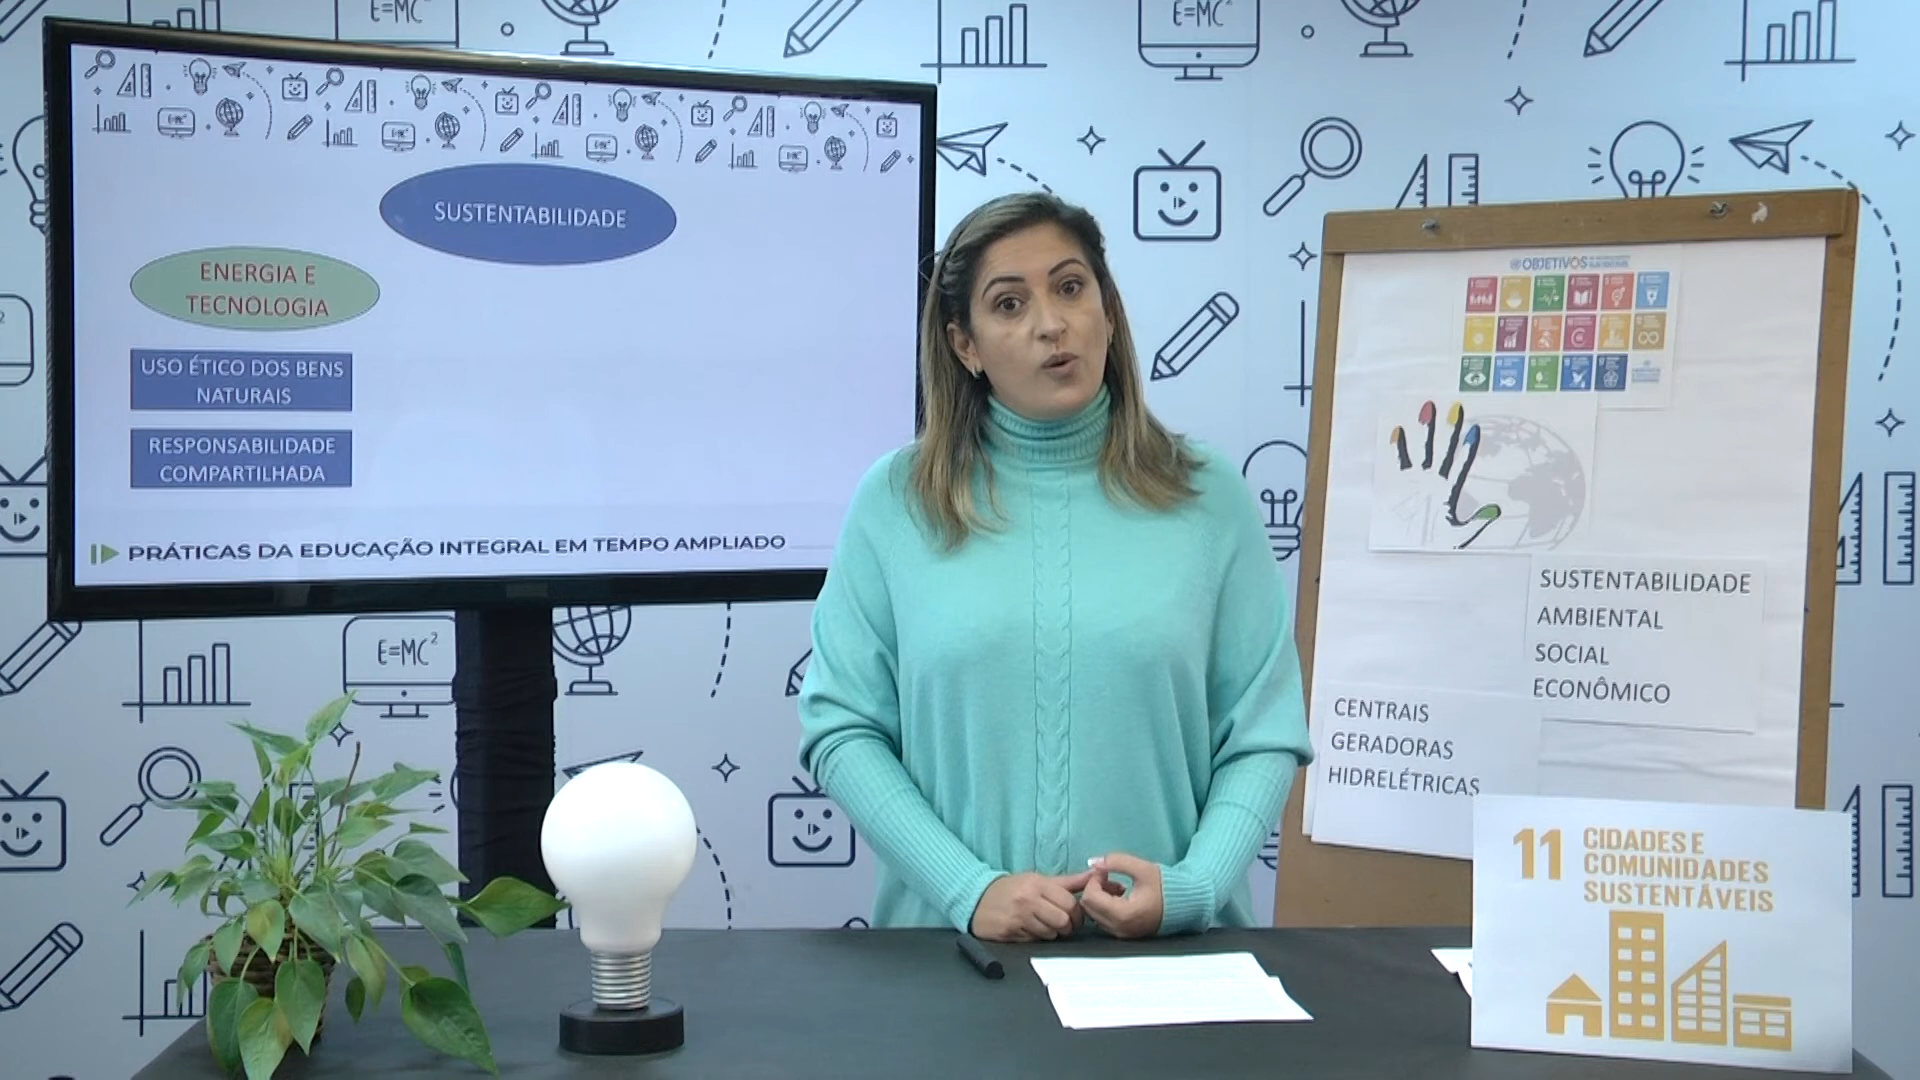 SUSTENTABILIDADE
ENERGIA E
TECNOLOGIA
USO ÉTICO DOS BENS
NATURAIS
RESPONSABILIDADE
COMPARTILHADA
PRÁTICAS DA EDUCAÇÃO INTEGRAL EM TEMPO AMPLIADO
E=MC²
E=MC²
E=MC²
OBJETIVOS
SUSTENTABILIDADE
AMBIENTAL
SOCIAL
ECONÔMICO
CENTRAIS
GERADORAS
HIDRELÉTRICAS
11 CIDADES E
COMUNIDADES
SUSTENTÁVEIS